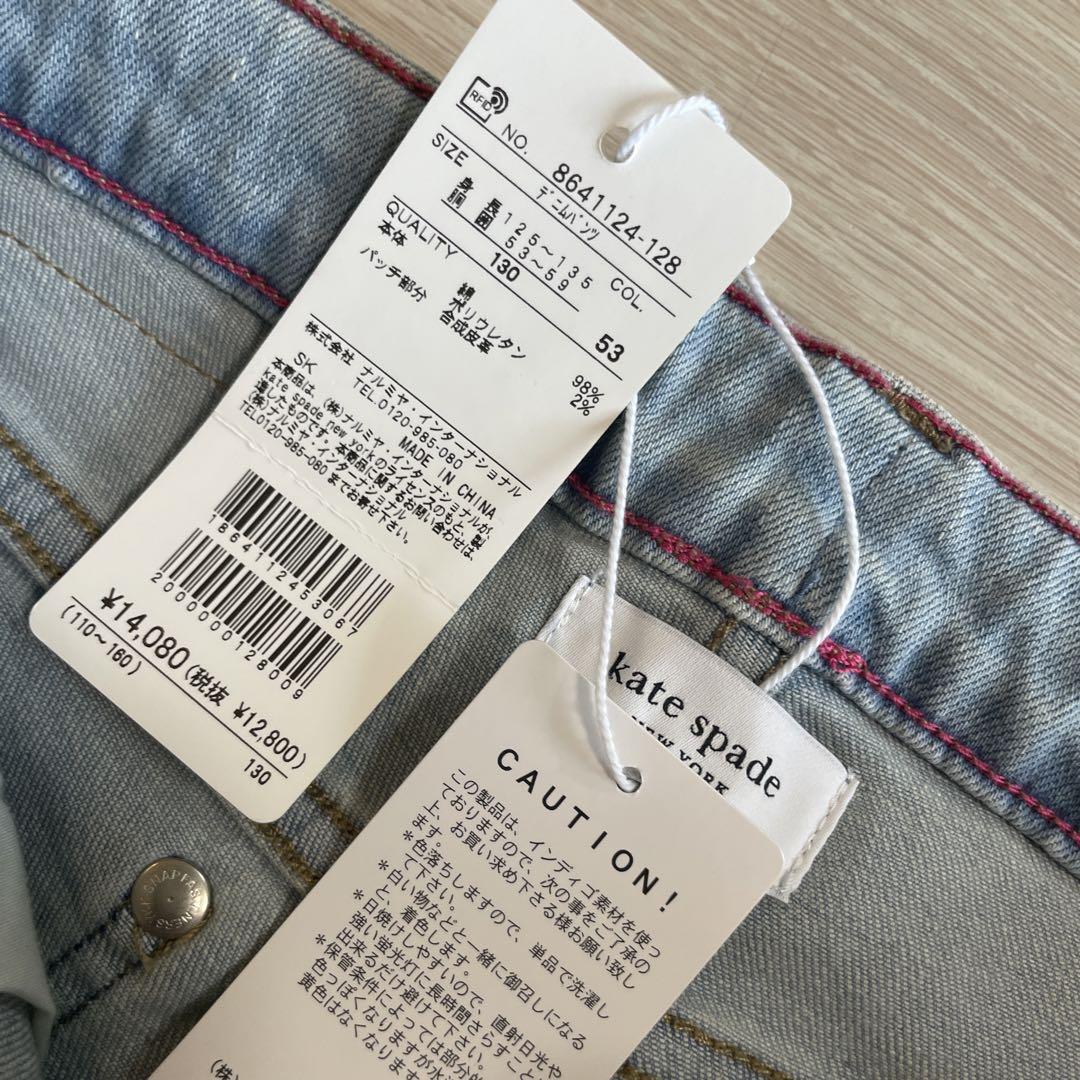 RFID
NO. 8641124-128
デニムパンツ
SIZE
COL.
身長 125~135
胴囲 53~59
130
53
QUALITY
本体
綿 98%
ポリウレタン 2%
パッチ部分 合成皮革
株式会社 ナルミヤ・インターナショナル
TEL.0120-985-080
SK MADE IN CHINA
本商品は、(株)ナルミヤ・インターナショナルが、
kate spade new yorkのライセンスのもと、製
造したものです。本商品に関するお問い合わせは
(株)ナルミヤ・インターナショナル
TEL0120-985-080 までお寄せ下さい。
1864112453067
2000000128009
¥14,080(税抜 ¥12,800)
(110~160)
130
kate spade
NEW YORK
CAUTION!
この製品は、インディゴ素材を使っ
ておりますので、次の事をご了承の
上、お買い求め下さる様お願い致し
ます。
*色落ちしますので、単品で洗濯し
て下さい。
*白い物などと一緒に御召しになる
と、着色します。
*日焼けしやすいので、直射日光や
強い蛍光灯に長時間さらすこと
出来るだけ避けて下さい。
*保管条件によっては部分的
色っぽくなりますが水洗
黄色はなくなります
(株)